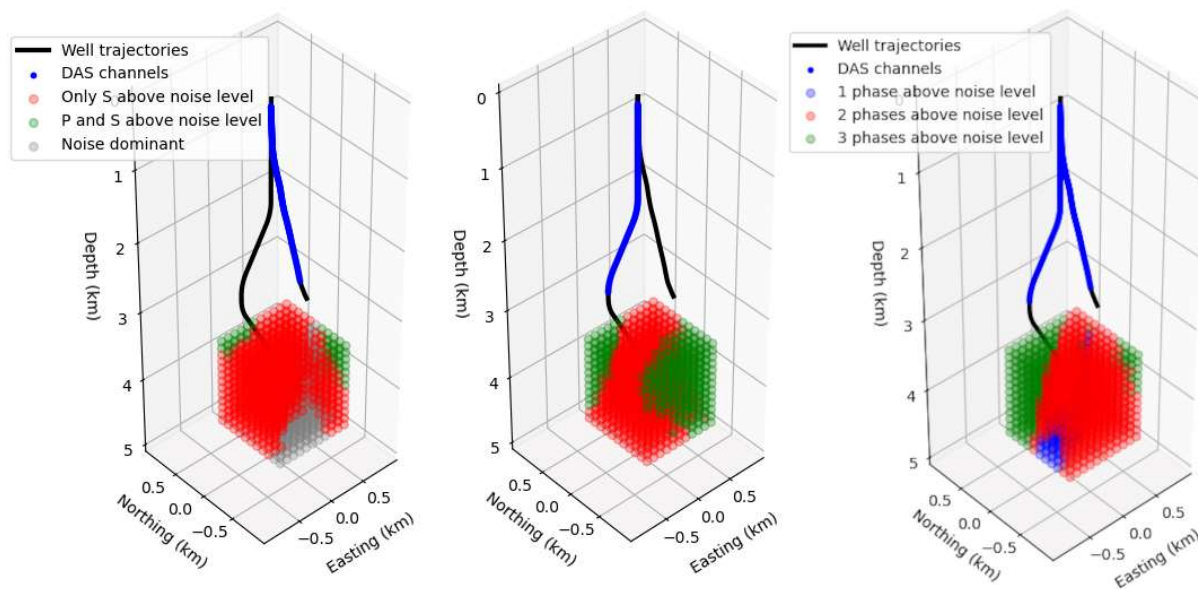 Well trajectories
DAS channels
Only S above noise level
P and S above noise level
Noise dominant
0
1
2
3
4
5
Depth (km)
0.5
0.0
−0.5
Northing (km)
−0.5
0.0
0.5
Easting (km)
0
1
2
3
4
5
Depth (km)
0.5
0.0
−0.5
Northing (km)
−0.5
0.0
0.5
Easting (km)
Well trajectories
DAS channels
1 phase above noise level
2 phases above noise level
3 phases above noise level
0
1
2
3
4
5
Depth (km)
0.5
0.0
−0.5
Northing (km)
−0.5
0.0
0.5
Easting (km)